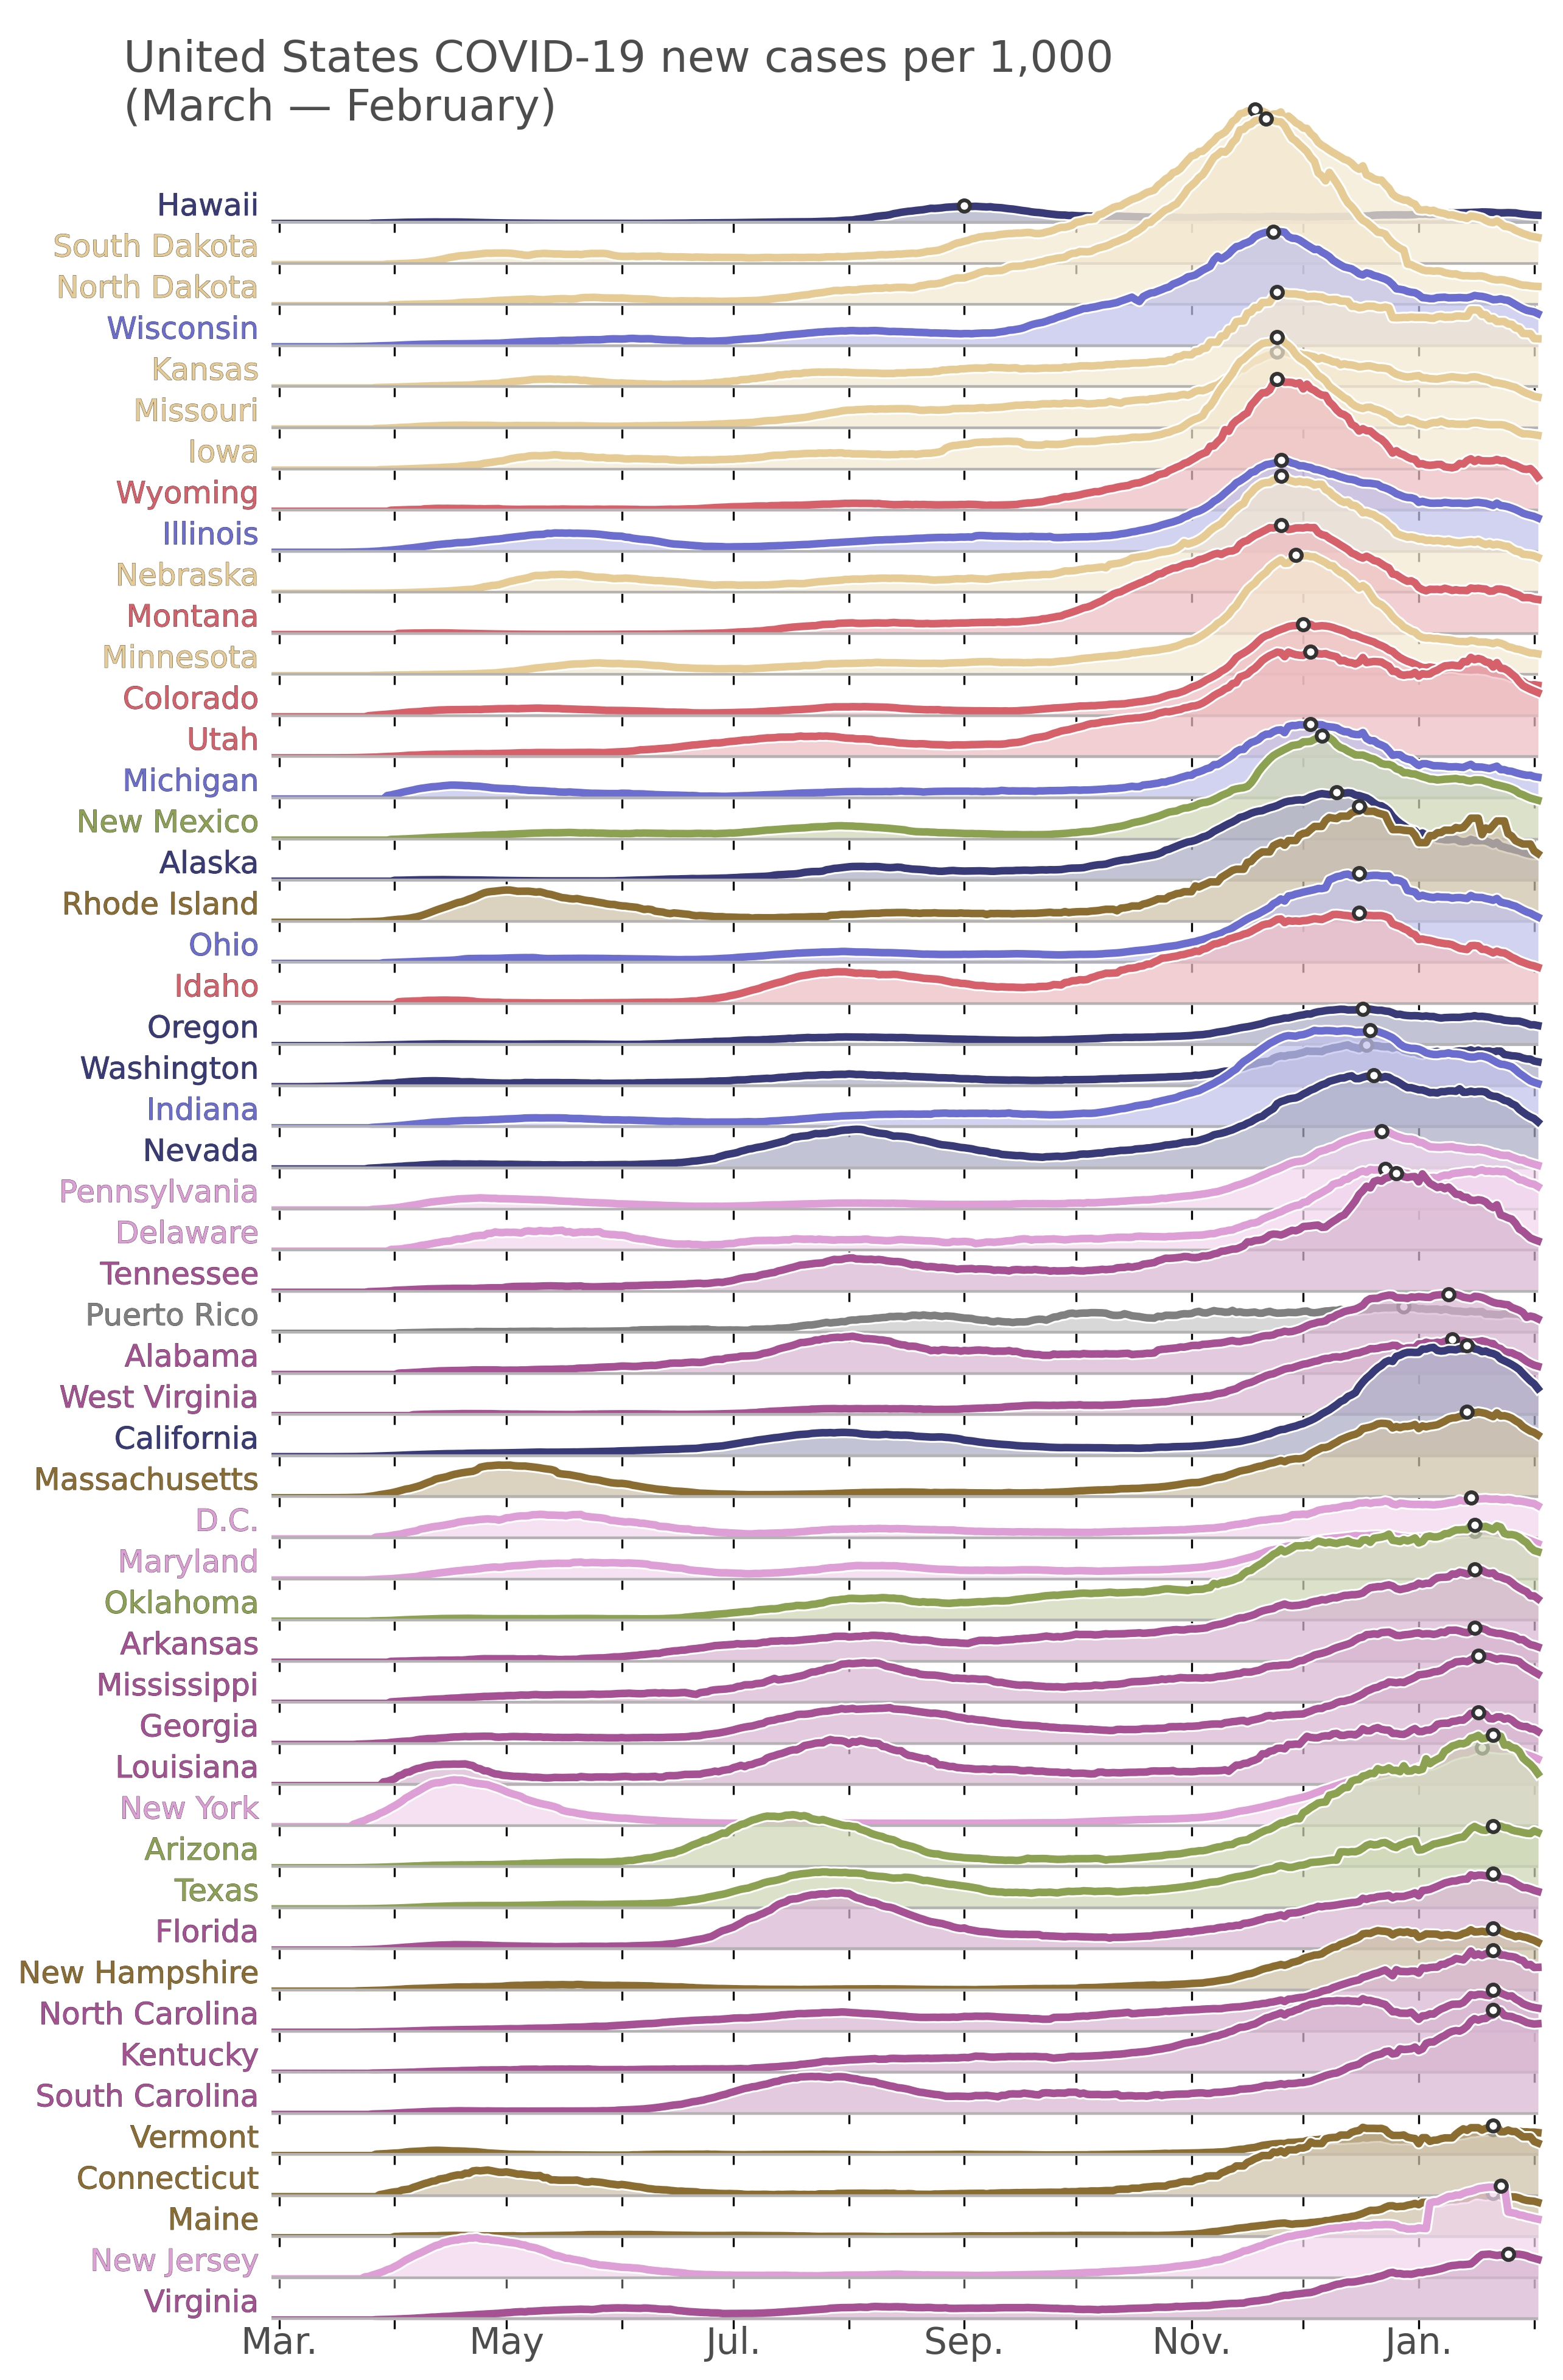 United States COVID-19 new cases per 1,000
(March — February)
Hawaii
South Dakota
North Dakota
Wisconsin
Kansas
Missouri
Iowa
Wyoming
Illinois
Nebraska
Montana
Minnesota
Colorado
Utah
Michigan
New Mexico
Alaska
Rhode Island
Ohio
Idaho
Oregon
Washington
Indiana
Nevada
Pennsylvania
Delaware
Tennessee
Puerto Rico
Alabama
West Virginia
California
Massachusetts
D.C.
Maryland
Oklahoma
Arkansas
Mississippi
Georgia
Louisiana
New York
Arizona
Texas
Florida
New Hampshire
North Carolina
Kentucky
South Carolina
Vermont
Connecticut
Maine
New Jersey
Virginia
Mar. May Jul. Sep. Nov. Jan.